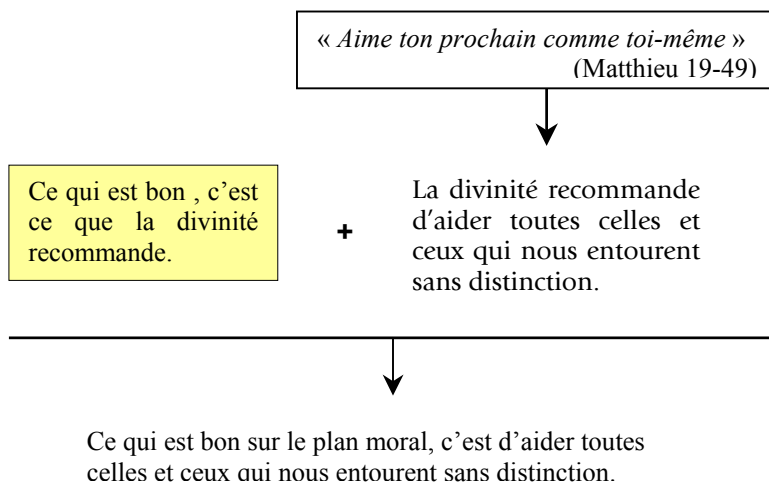 « Aime ton prochain comme toi-même »
(Matthieu 19-49)
Ce qui est bon , c’est
ce que la divinité
recommande.
+
La divinité recommande
d’aider toutes celles et
ceux qui nous entourent
sans distinction.
Ce qui est bon sur le plan moral, c’est d’aider toutes
celles et ceux qui nous entourent sans distinction.